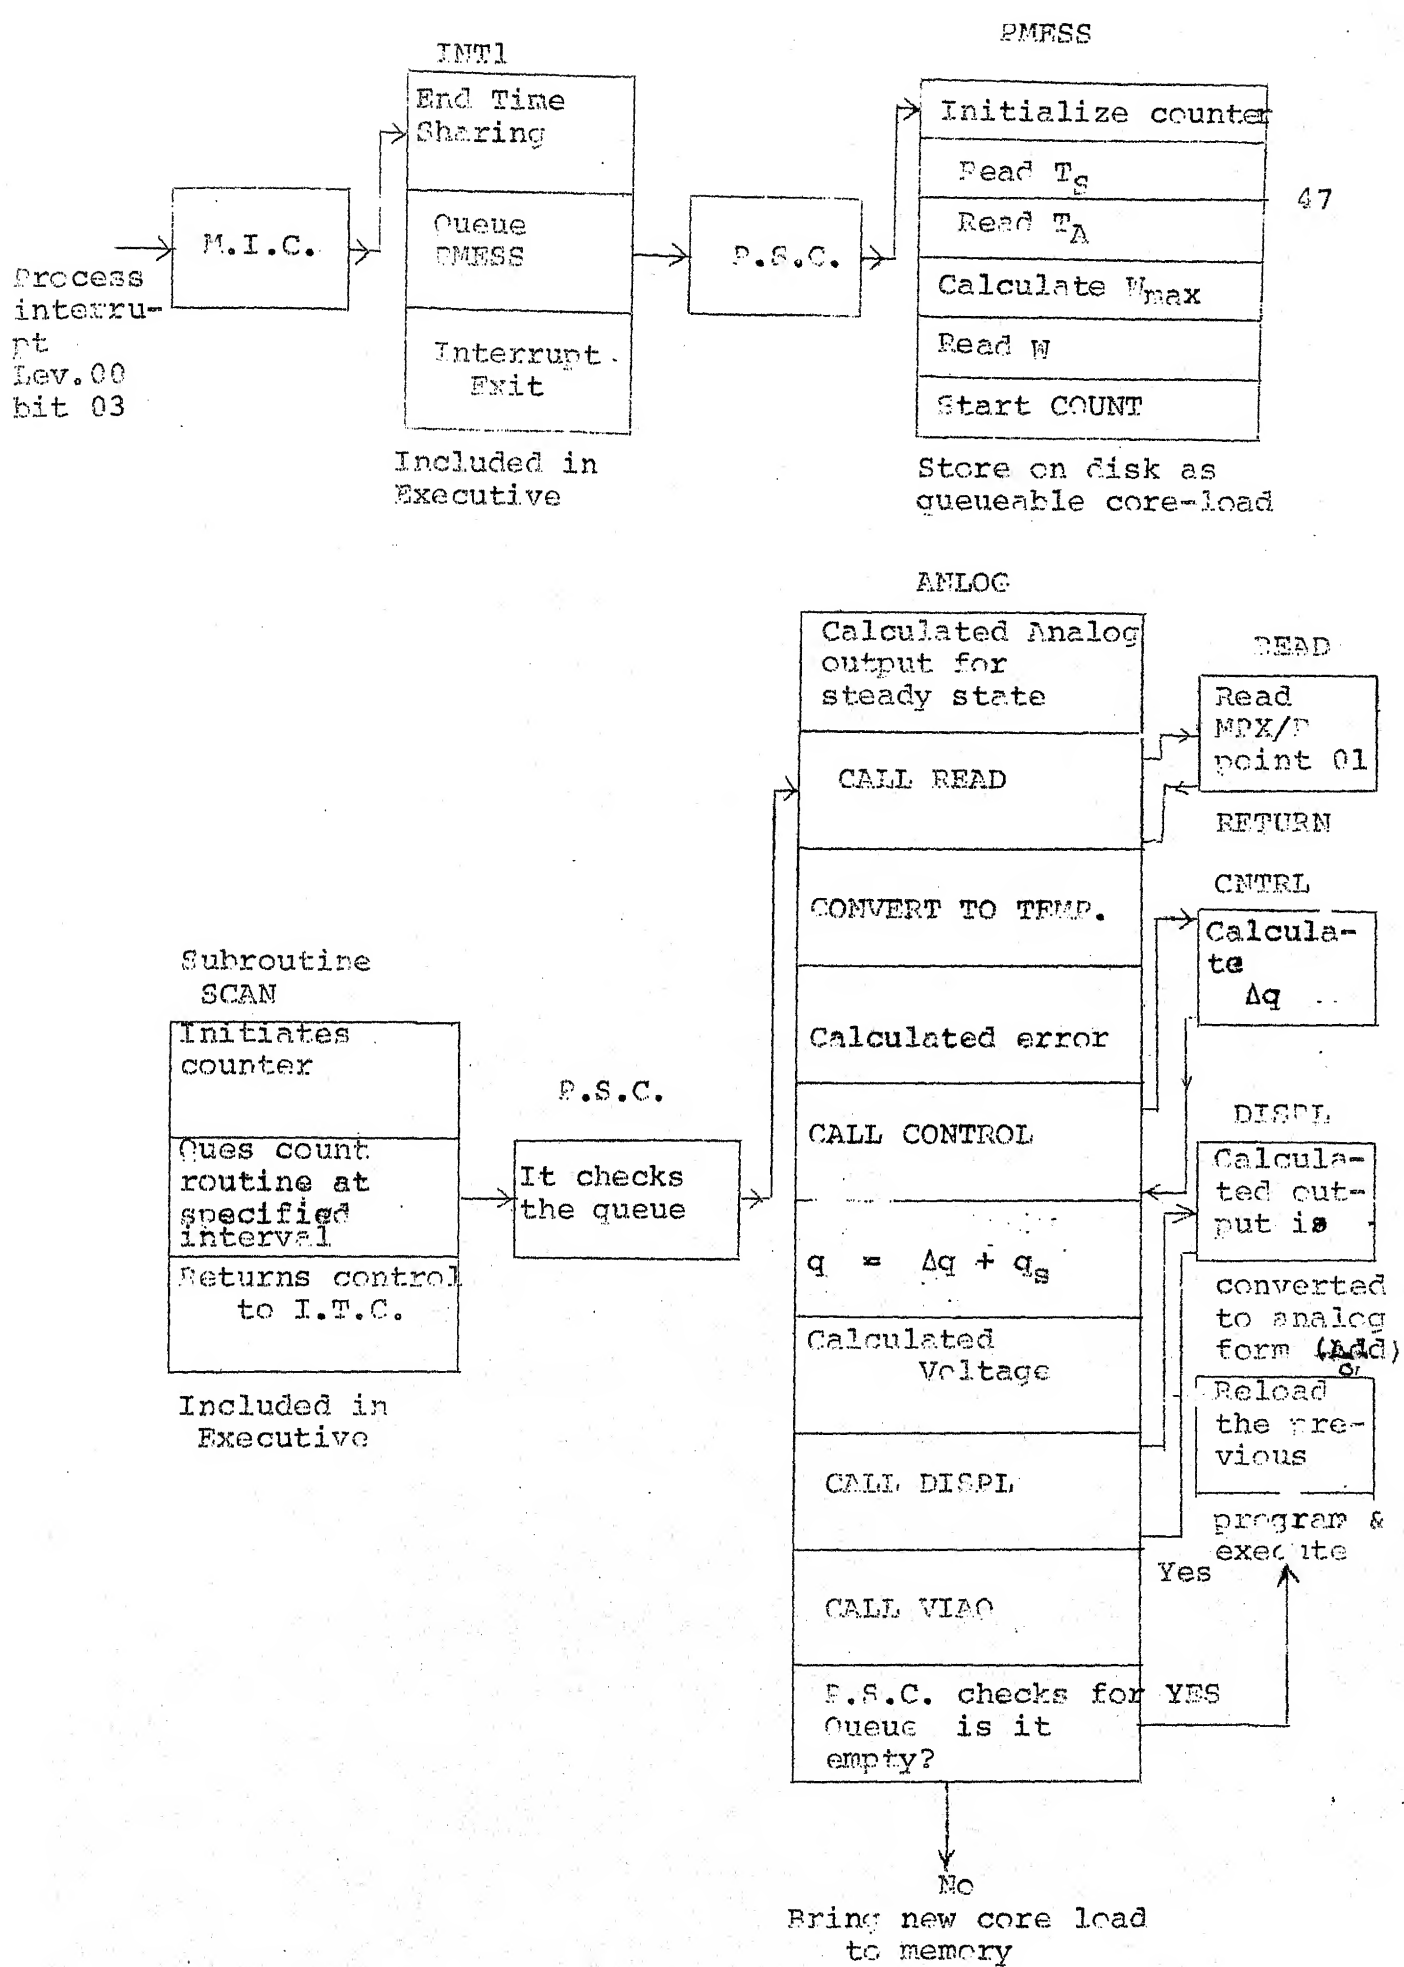 PMESS
INT1
End Time
Sharing
Initialize counter
Read TS
47
M.I.C.
Queue
PMESS
P.S.C.
Read TA
Process
interru-
pt
Lev.00
bit 03
Calculate Wmax
Interrupt
Exit
Read W
Start COUNT
Included in
Executive
Store on disk as
queueable core-load
ANLOG
Calculated Analog
output for
steady state
READ
Read
MPX/R
point 01
CALL READ
RETURN
CNTRL
CONVERT TO TEMP.
Calcula-
te
Δq
Subroutine
SCAN
Initiates
counter
Calculated error
P.S.C.
DISPL
Ques count
routine at
specified
interval
It checks
the queue
CALL CONTROL
Calcula-
ted out-
put is
converted
to analog
form
q = Δq + qs
Returns control
to I.T.C.
Calculated
Voltage
Included in
Executive
Reload
the pre-
vious
program &
execute
CALL DISPL
Yes
CALL VIAO
P.S.C. checks for YES
Queue is it
empty?
No
Bring new core load
to memory